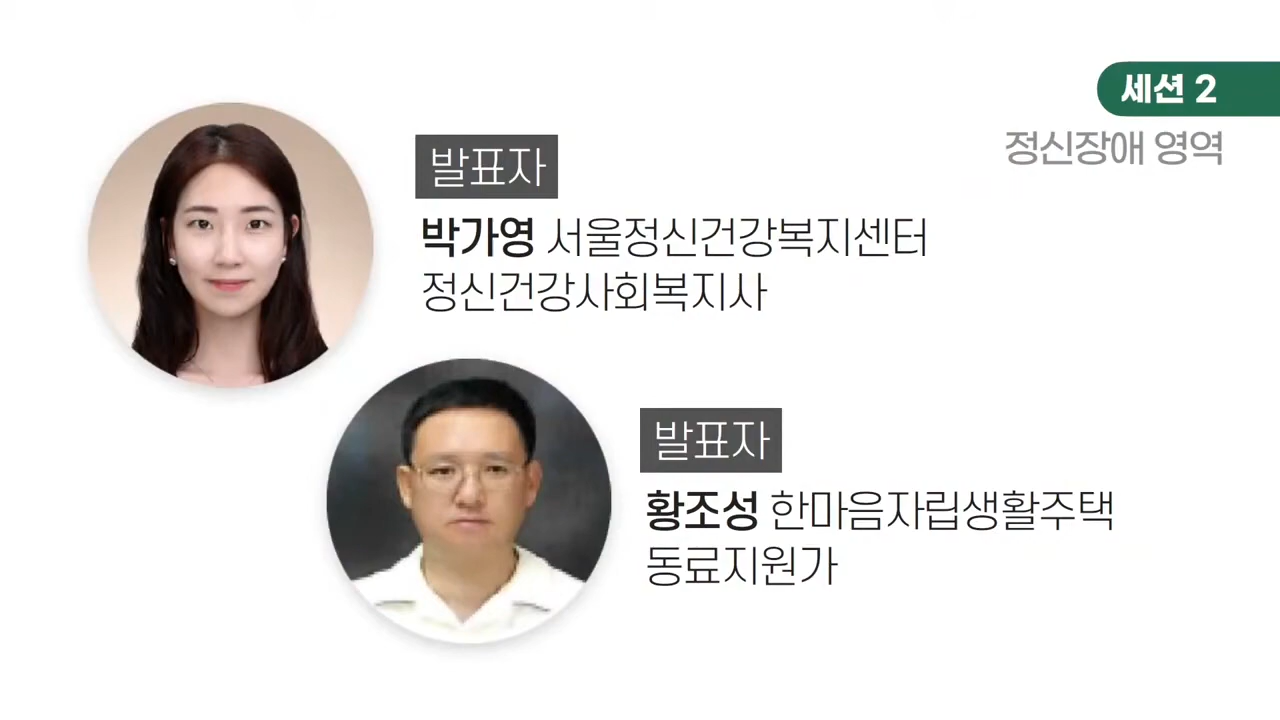 세션 2
정신장애 영역
발표자
박가영 서울정신건강복지센터
정신건강사회복지사
발표자
황조성 한마음자립생활주택
동료지원가